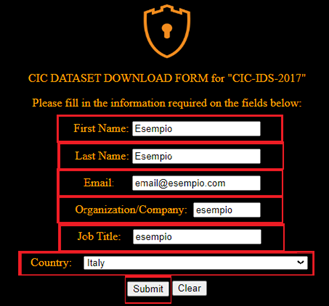 CIC DATASET DOWNLOAD FORM for "CIC-IDS-2017"
Please fill in the information required on the fields below:
First Name: Esempio
Last Name: Esempio
Email: email@esempio.com
Organization/Company: esempio
Job Title: esempio
Country: Italy
Submit Clear